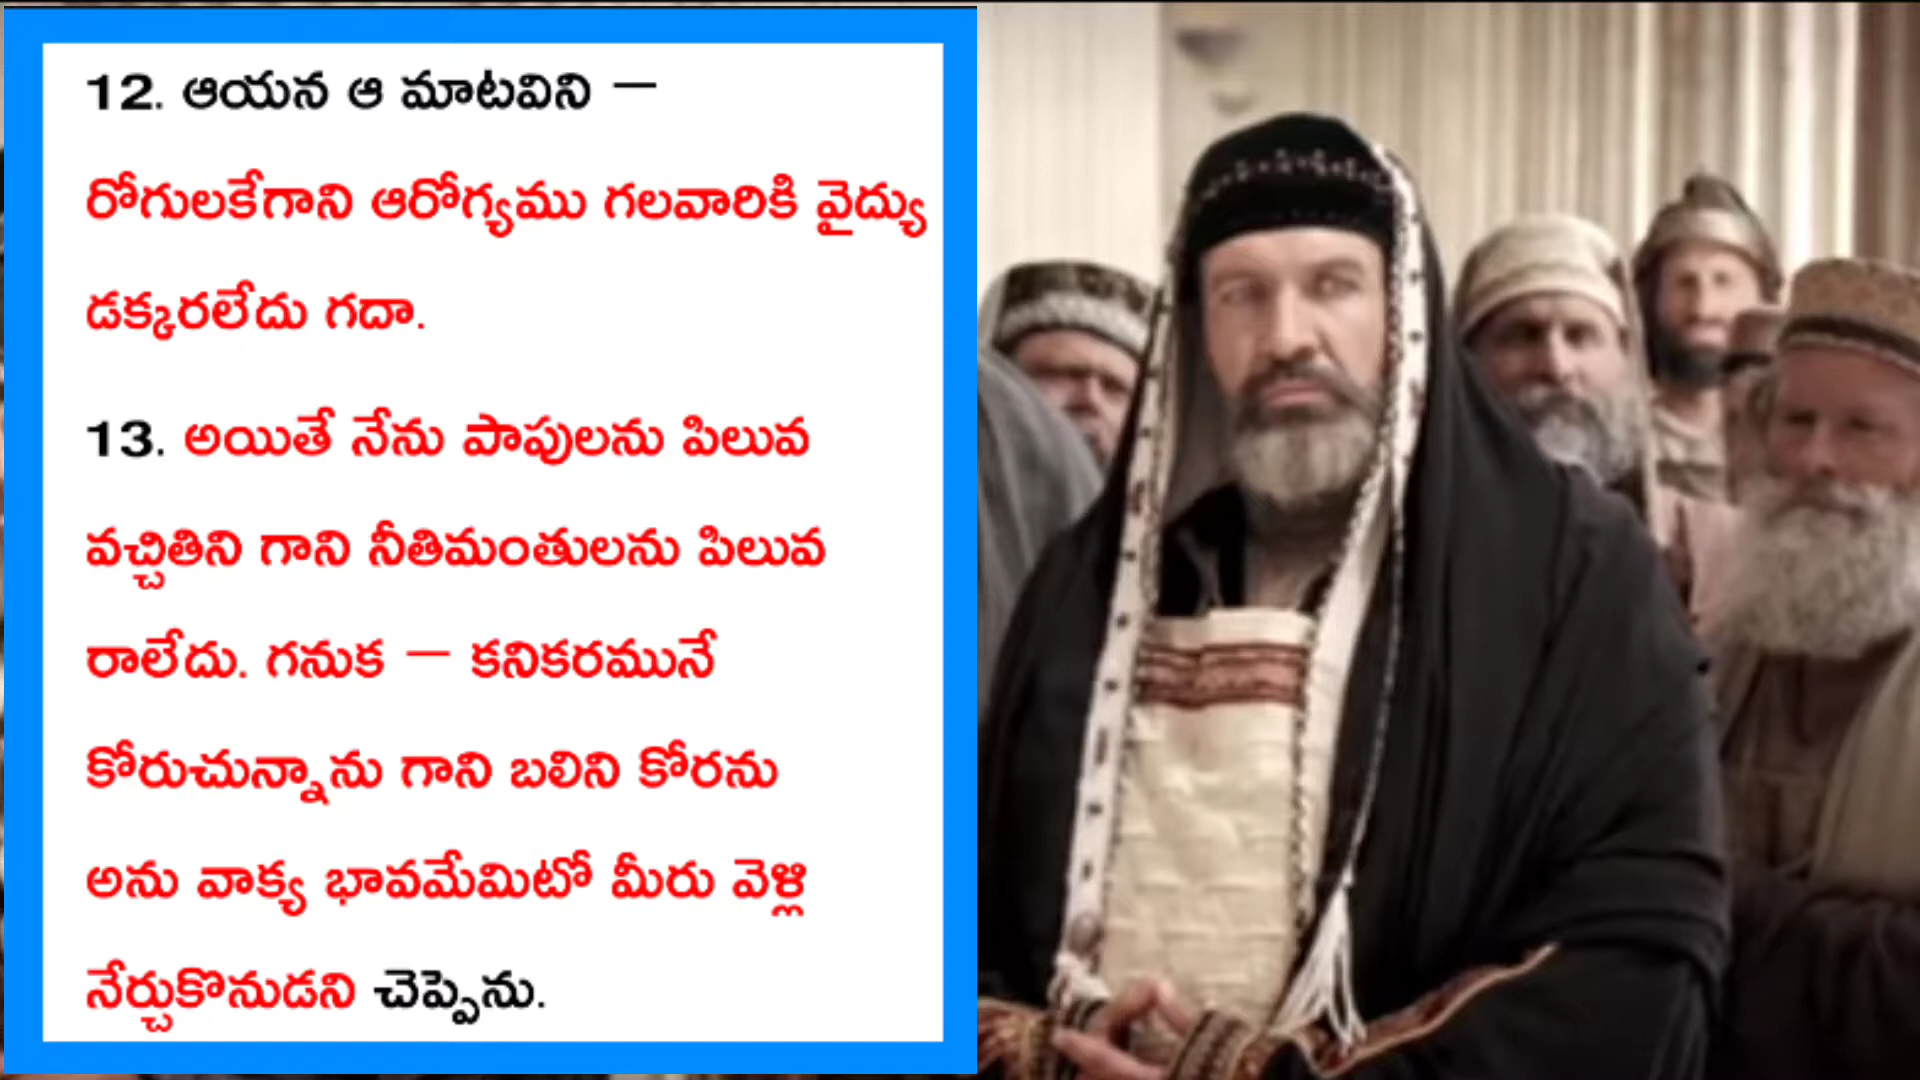 12. ఆయన ఆ మాటవిని –
రోగులకేగాని ఆరోగ్యము గలవారికి వైద్యు
డక్కరలేదు గదా.
13. అయితే నేను పాపులను పిలువ
వచ్చితిని గాని నీతిమంతులను పిలువ
రాలేదు. గనుక – కనికరమునే
కోరుచున్నాను గాని బలిని కోరను
అను వాక్య భావమేమిటో మీరు వెళ్లి
నేర్చుకొనుడని చెప్పెను.